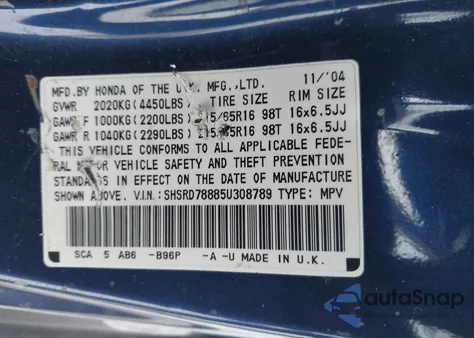 MFD.BY HONDA OF THE U.K. MFG.,LTD. 11/'04
GVWR 2020KG(4450LBS) TIRE SIZE RIM SIZE
GAWR F 1000KG(2200LBS) 215/65R16 98T 16x6.5JJ
GAWR R 1040KG(2290LBS) 215/65R16 98T 16x6.5JJ
THIS VEHICLE CONFORMS TO ALL APPLICABLE FEDE-
RAL MOTOR VEHICLE SAFETY AND THEFT PREVENTION
STANDARDS IN EFFECT ON THE DATE OF MANUFACTURE
SHOWN ABOVE. V.I.N.:SHSRD78885U308789 TYPE: MPV
SCA 5 AB6 -B96P -A -U MADE IN U.K.
autoSnap